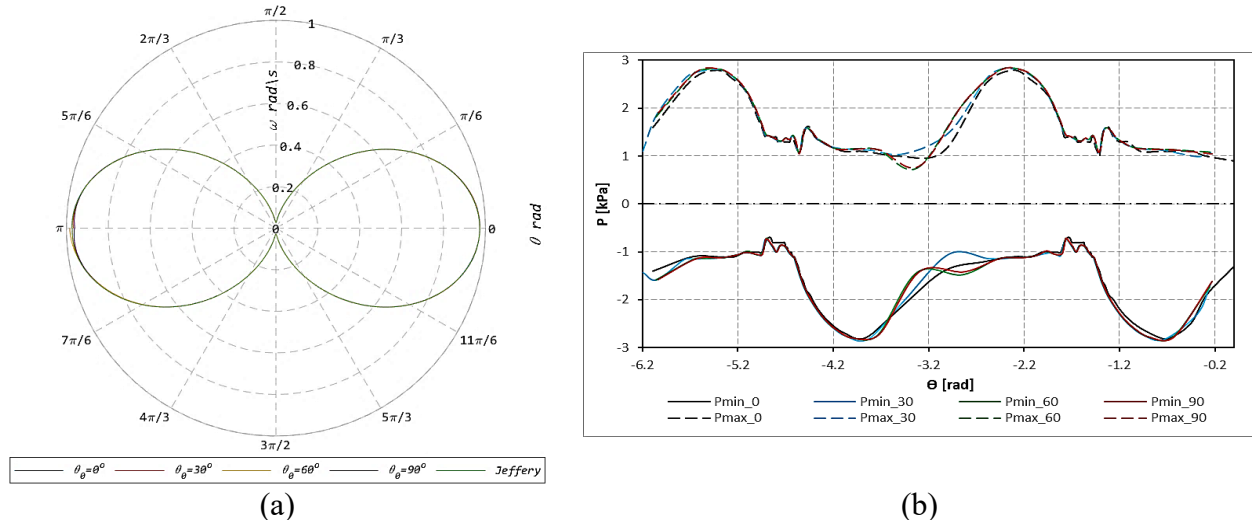 π/2
1
2π/3
π/3
0.8
ω rad\s
5π/6
0.6
π/6
0.4
0.2
π
0
0
θ rad
7π/6
11π/6
4π/3
5π/3
3π/2
θ₀=0° θ₀=30° θ₀=60° θ₀=90° Jeffery
(a)
3
2
1
0
-1
-2
-3
P [kPa]
-6.2 -5.2 -4.2 -3.2 -2.2 -1.2 -0.2
Θ [rad]
Pmin_0 Pmin_30 Pmin_60 Pmin_90
Pmax_0 Pmax_30 Pmax_60 Pmax_90
(b)